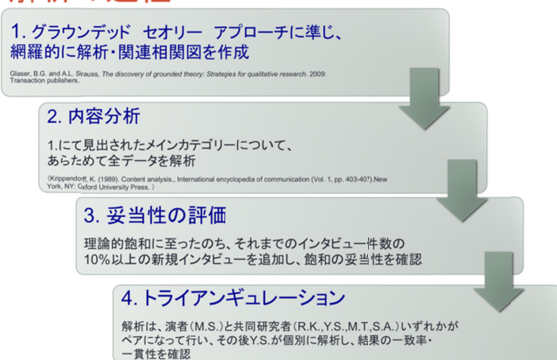 1. グラウンデッド セオリー アプローチに準じ、
網羅的に解析・関連相関図を作成
Glaser, B.G. and A.L. Strauss, The discovery of grounded theory: Strategies for qualitative research. 2009:
Transaction publishers.
2. 内容分析
1.にて見出されたメインカテゴリーについて、
あらためて全データを解析
(Krippendorff, K. (1989). Content analysis., International encyclopedia of communication (Vol. 1, pp. 403-407).New
York, NY: Oxford University Press. )
3. 妥当性の評価
理論的飽和に至ったのち、それまでのインタビュー件数の
10%以上の新規インタビューを追加し、飽和の妥当性を確認
4. トライアンギュレーション
解析は、演者(M.S.)と共同研究者(R.K.,Y.S.,M.T,S.A.)いずれかが
ペアになって行い、その後Y.S.が個別に解析し、結果の一致率・
一貫性を確認